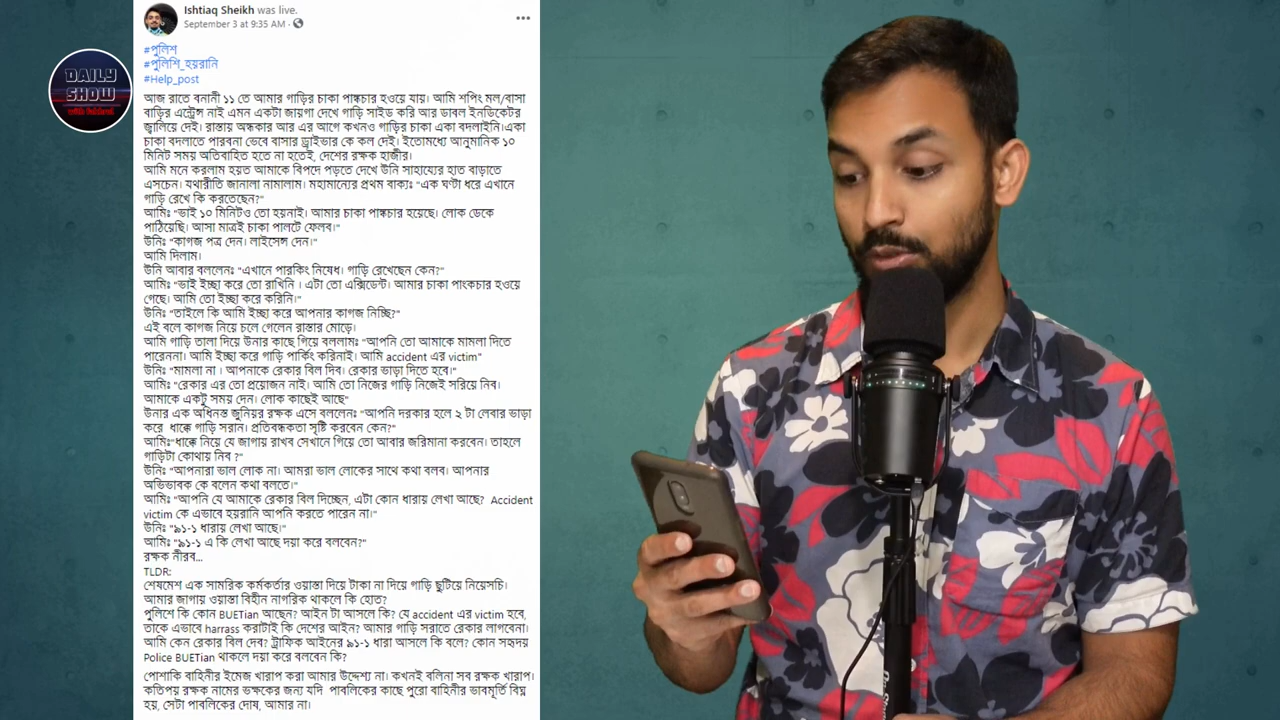 Ishtiaq Sheikh was live.
September 3 at 9:35 AM ·
#পুলিশ
#পুলিশি_হয়রানি
#Help_post
আজ রাতে বনানী ১১ তে আমার গাড়ির চাকা পাঙ্কচার হওয়ে যায়। আমি শপিং মল/বাসা
বাড়ির এন্ট্রেন্স নাই এমন একটা জায়গা দেখে গাড়ি সাইড করি আর ডাবল ইনডিকেটর
জ্বালিয়ে দেই। রাস্তায় অন্ধকার আর এর আগে কখনও গাড়ির চাকা একা বদলাইনি।একা
চাকা বদলাতে পারবনা ভেবে বাসার ড্রাইভার কে কল দেই। ইতোমধ্যে আনুমানিক ১০
মিনিট সময় অতিবাহিত হতে না হতেই, দেশের রক্ষক হাজীর।
আমি মনে করলাম হয়ত আমাকে বিপদে পড়তে দেখে উনি সাহায্যের হাত বাড়াতে
এসচেন। যথারীতি জানালা নামালাম। মহামান্যের প্রথম বাক্যঃ "এক ঘণ্টা ধরে এখানে
গাড়ি রেখে কি করতেছেন?"
আমিঃ "ভাই ১০ মিনিটও তো হয়নাই। আমার চাকা পাঙ্কচার হয়েছে। লোক ডেকে
পাঠিয়েছি। আসা মাত্রই চাকা পালটে ফেলব।"
উনিঃ "কাগজ পত্র দেন। লাইসেন্স দেন।"
আমি দিলাম।
উনি আবার বললেনঃ "এখানে পারকিং নিষেধ। গাড়ি রেখেছেন কেন?"
আমিঃ "ভাই ইচ্ছা করে তো রাখিনি । এটা তো এক্সিডেন্ট। আমার চাকা পাংকচার হওয়ে
গেছে। আমি তো ইচ্ছা করে করিনি।"
উনিঃ "তাইলে কি আমি ইচ্ছা করে আপনার কাগজ নিচ্ছি?"
এই বলে কাগজ নিয়ে চলে গেলেন রাস্তার মোড়ে।
আমি গাড়ি তালা দিয়ে উনার কাছে গিয়ে বললামঃ "আপনি তো আমাকে মামলা দিতে
পারেননা। আমি ইচ্ছা করে গাড়ি পার্কিং করিনাই। আমি accident এর victim"
উনিঃ "মামলা না । আপনাকে রেকার বিল দিব। রেকার ভাড়া দিতে হবে।"
আমিঃ "রেকার এর তো প্রয়োজন নাই। আমি তো নিজের গাড়ি নিজেই সরিয়ে নিব।
আমাকে একটু সময় দেন। লোক কাছেই আছে"
উনার এক অধিনস্ত জুনিয়র রক্ষক এসে বললেনঃ "আপনি দরকার হলে ২ টা লেবার ভাড়া
করে ধাক্কে গাড়ি সরান। প্রতিবন্ধকতা সৃষ্টি করবেন কেন?"
আমিঃ"ধাক্কে নিয়ে যে জাগায় রাখব সেখানে গিয়ে তো আবার জরিমানা করবেন। তাহলে
গাড়িটা কোথায় নিব ?"
উনিঃ "আপনারা ভাল লোক না। আমরা ভাল লোকের সাথে কথা বলব। আপনার
অভিভাবক কে বলেন কথা বলতে।"
আমিঃ "আপনি যে আমাকে রেকার বিল দিচ্ছেন, এটা কোন ধারায় লেখা আছে? Accident
victim কে এভাবে হয়রানি আপনি করতে পারেন না।"
উনিঃ "৯১-১ ধারায় লেখা আছে।"
আমিঃ "৯১-১ এ কি লেখা আছে দয়া করে বলবেন?"
রক্ষক নীরব...
TLDR:
শেষমেশ এক সামরিক কর্মকর্তার ওয়াস্তা দিয়ে টাকা না দিয়ে গাড়ি ছুটিয়ে নিয়েসচি।
আমার জাগায় ওয়াস্তা বিহীন নাগরিক থাকলে কি হোত?
পুলিশে কি কোন BUETian আছেন? আইন টা আসলে কি? যে accident এর victim হবে,
তাকে এভাবে harrass করাটাই কি দেশের আইন? আমার গাড়ি সরাতে রেকার লাগবেনা।
আমি কেন রেকার বিল দেব? ট্রাফিক আইনের ৯১-১ ধারা আসলে কি বলে? কোন সহৃদয়
Police BUETian থাকলে দয়া করে বলবেন কি?
পোশাকি বাহিনীর ইমেজ খারাপ করা আমার উদ্দেশ্য না। কখনই বলিনা সব রক্ষক খারাপ।
কতিপয় রক্ষক নামের ভক্ষকের জন্য যদি পাবলিকের কাছে পুরো বাহিনীর ভাবমূর্তি বিঘ্ন
হয়, সেটা পাবলিকের দোষ, আমার না।
DAILY
SHOW